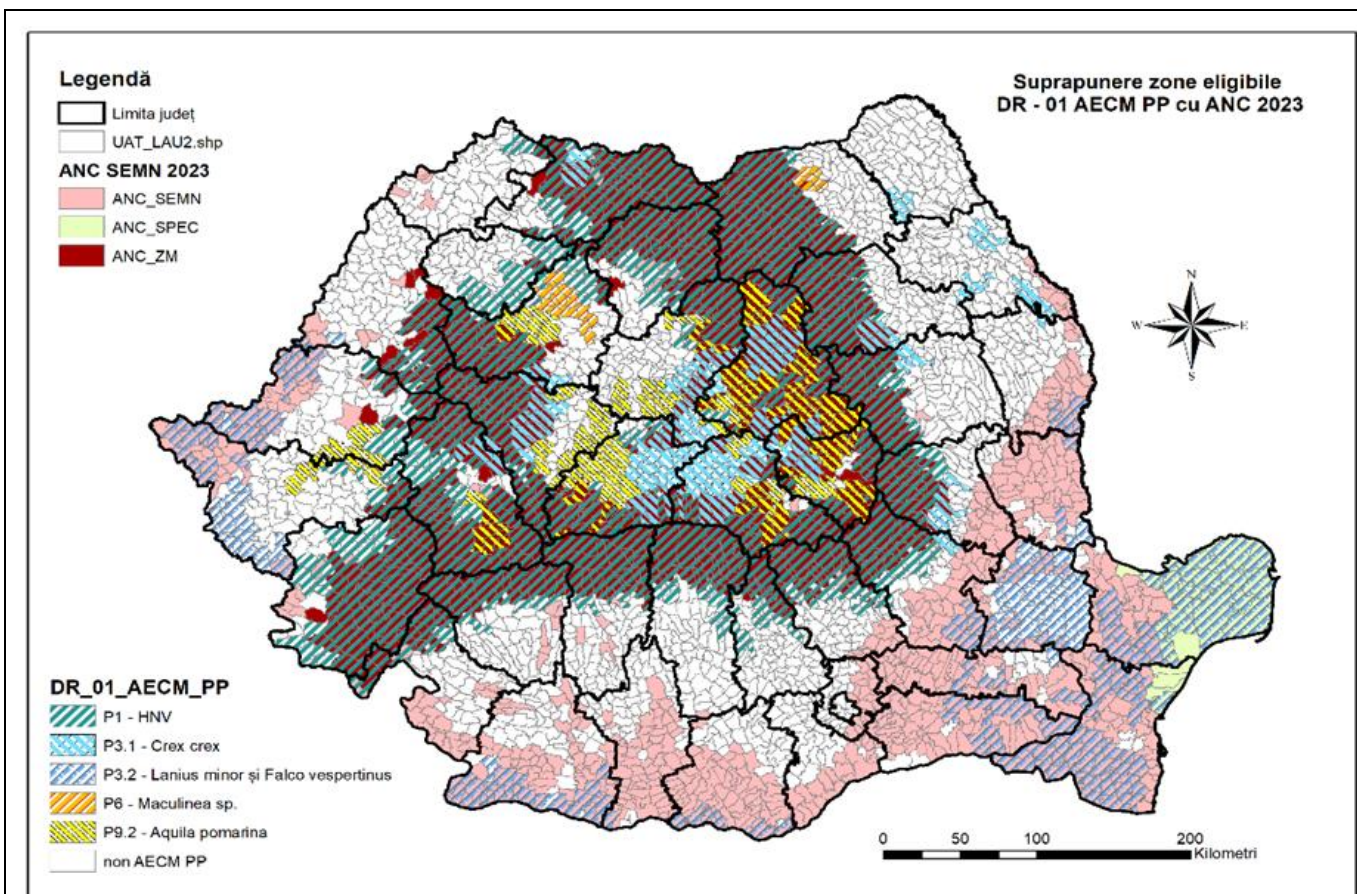 Legendă
Limita județ
UAT_LAU2.shp
ANC SEMN 2023
ANC_SEMN
ANC_SPEC
ANC_ZM
Suprapunere zone eligibile
DR - 01 AECM PP cu ANC 2023
N
W E
S
DR_01_AECM_PP
P1 - HNV
P3.1 - Crex crex
P3.2 - Lanius minor și Falco vespertinus
P6 - Maculinea sp.
P9.2 - Aquila pomarina
non AECM PP
0 50 100 200
Kilometri